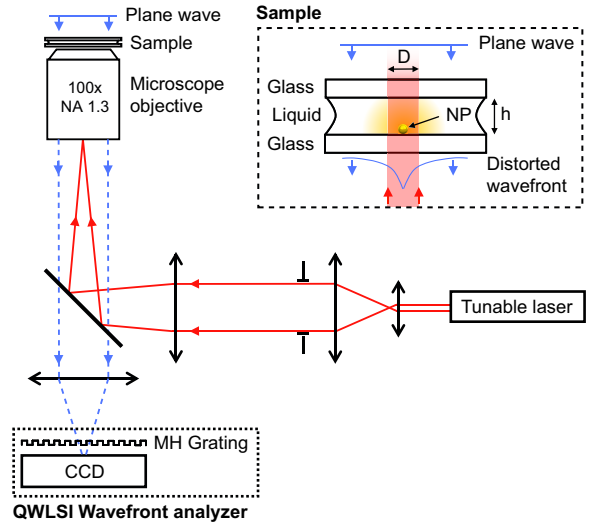 Plane wave
Sample
100x
NA 1.3
Microscope
objective
Sample
Plane wave
D
Glass
Liquid
NP
h
Glass
Distorted
wavefront
Tunable laser
MH Grating
CCD
QWLSI Wavefront analyzer